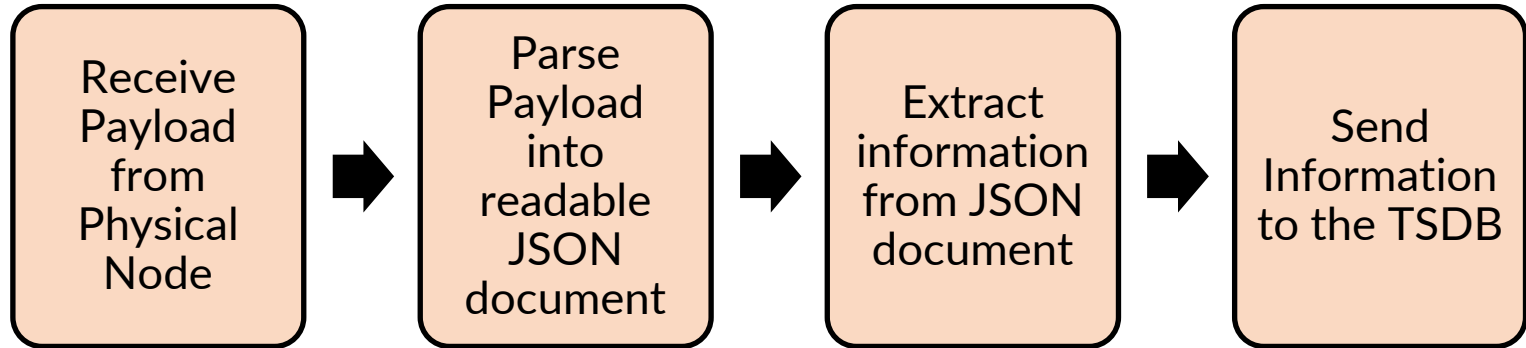 Receive
Payload
from
Physical
Node
Parse
Payload
into
readable
JSON
document
Extract
information
from JSON
document
Send
Information
to the TSDB